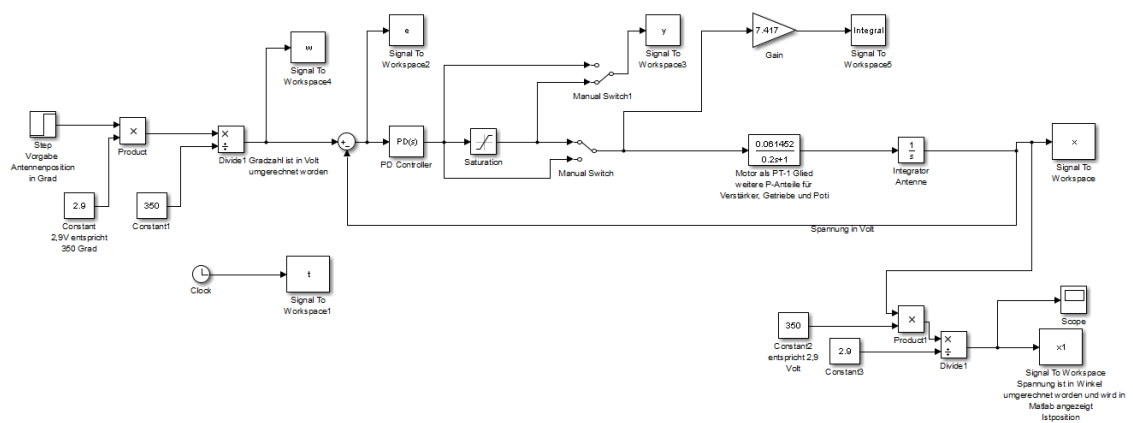 w
Signal To
Workspace4
e
Signal To
Workspace2
y
Signal To
Workspace3
7.417
Gain
Integral
Signal To
Workspace5
Manual Switch1
Step
Vorgabe
Antennenposition
in Grad
×
Product
×
÷
Divide1 Gradzahl ist in Volt
umgerechnet worden
+
−
PD(s)
PD Controller
Saturation
Manual Switch
0.061452
0.2s+1
Motor als PT-1 Glied
weitere P-Anteile für
Verstärker, Getriebe und Poti
1
s
Integrator
Antenne
x
Signal To
Workspace
2.9
Constant
2,9V entspricht
350 Grad
350
Constant1
Spannung in Volt
Clock
t
Signal To
Workspace1
350
Constant2
entspricht 2,9
Volt
×
Product1
2.9
Constant3
×
÷
Divide1
Scope
x1
Signal To Workspace
Spannung ist in Winkel
umgerechnet worden und wird in
Matlab angezeigt
Istposition